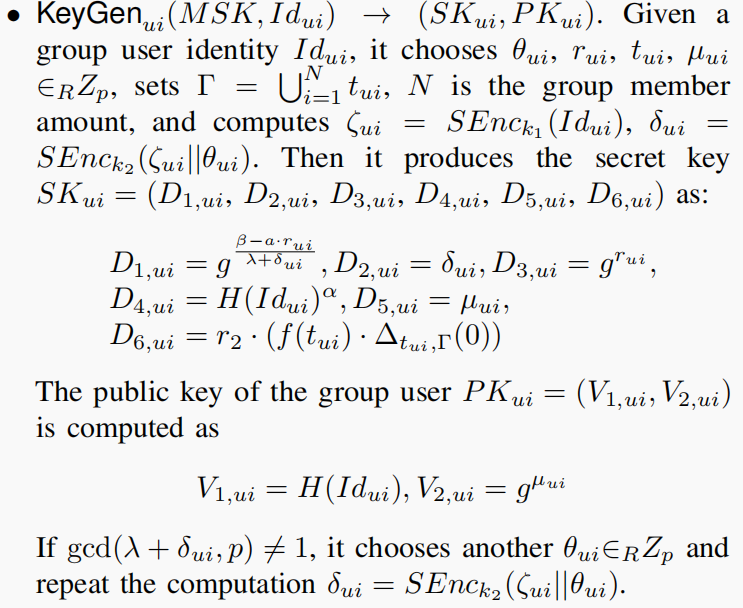 • KeyGen_{ui}(MSK, Id_{ui}) → (SK_{ui}, PK_{ui}). Given a
group user identity Id_{ui}, it chooses θ_{ui}, r_{ui}, t_{ui}, μ_{ui}
∈_R Z_p, sets Γ = ⋃_{i=1}^{N} t_{ui}, N is the group member
amount, and computes ζ_{ui} = SEnc_{k_1}(Id_{ui}), δ_{ui} =
SEnc_{k_2}(ζ_{ui}||θ_{ui}). Then it produces the secret key
SK_{ui} = (D_{1,ui}, D_{2,ui}, D_{3,ui}, D_{4,ui}, D_{5,ui}, D_{6,ui}) as:
D_{1,ui} = g^{\frac{β−a·r_{ui}}{λ+δ_{ui}}}, D_{2,ui} = δ_{ui}, D_{3,ui} = g^{r_{ui}},
D_{4,ui} = H(Id_{ui})^α, D_{5,ui} = μ_{ui},
D_{6,ui} = r_2 · (f(t_{ui}) · Δ_{t_{ui},Γ}(0))
The public key of the group user PK_{ui} = (V_{1,ui}, V_{2,ui})
is computed as
V_{1,ui} = H(Id_{ui}), V_{2,ui} = g^{μ_{ui}}
If gcd(λ + δ_{ui}, p) ≠ 1, it chooses another θ_{ui} ∈_R Z_p and
repeat the computation δ_{ui} = SEnc_{k_2}(ζ_{ui}||θ_{ui}).